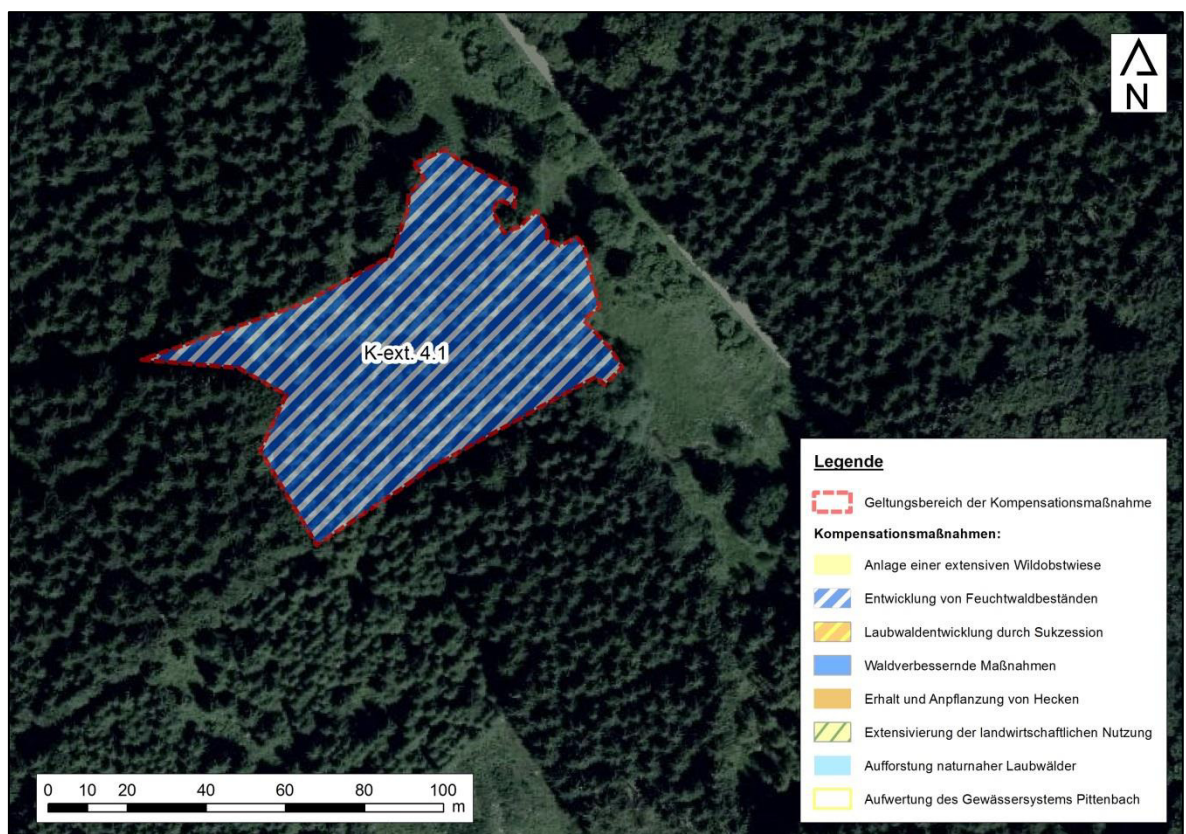 N
K-ext. 4.1
Legende
Geltungsbereich der Kompensationsmaßnahme
Kompensationsmaßnahmen:
Anlage einer extensiven Wildobstwiese
Entwicklung von Feuchtwaldbeständen
Laubwaldentwicklung durch Sukzession
Waldverbessernde Maßnahmen
Erhalt und Anpflanzung von Hecken
Extensivierung der landwirtschaftlichen Nutzung
Aufforstung naturnaher Laubwälder
Aufwertung des Gewässersystems Pittenbach
0 10 20 40 60 80 100
m